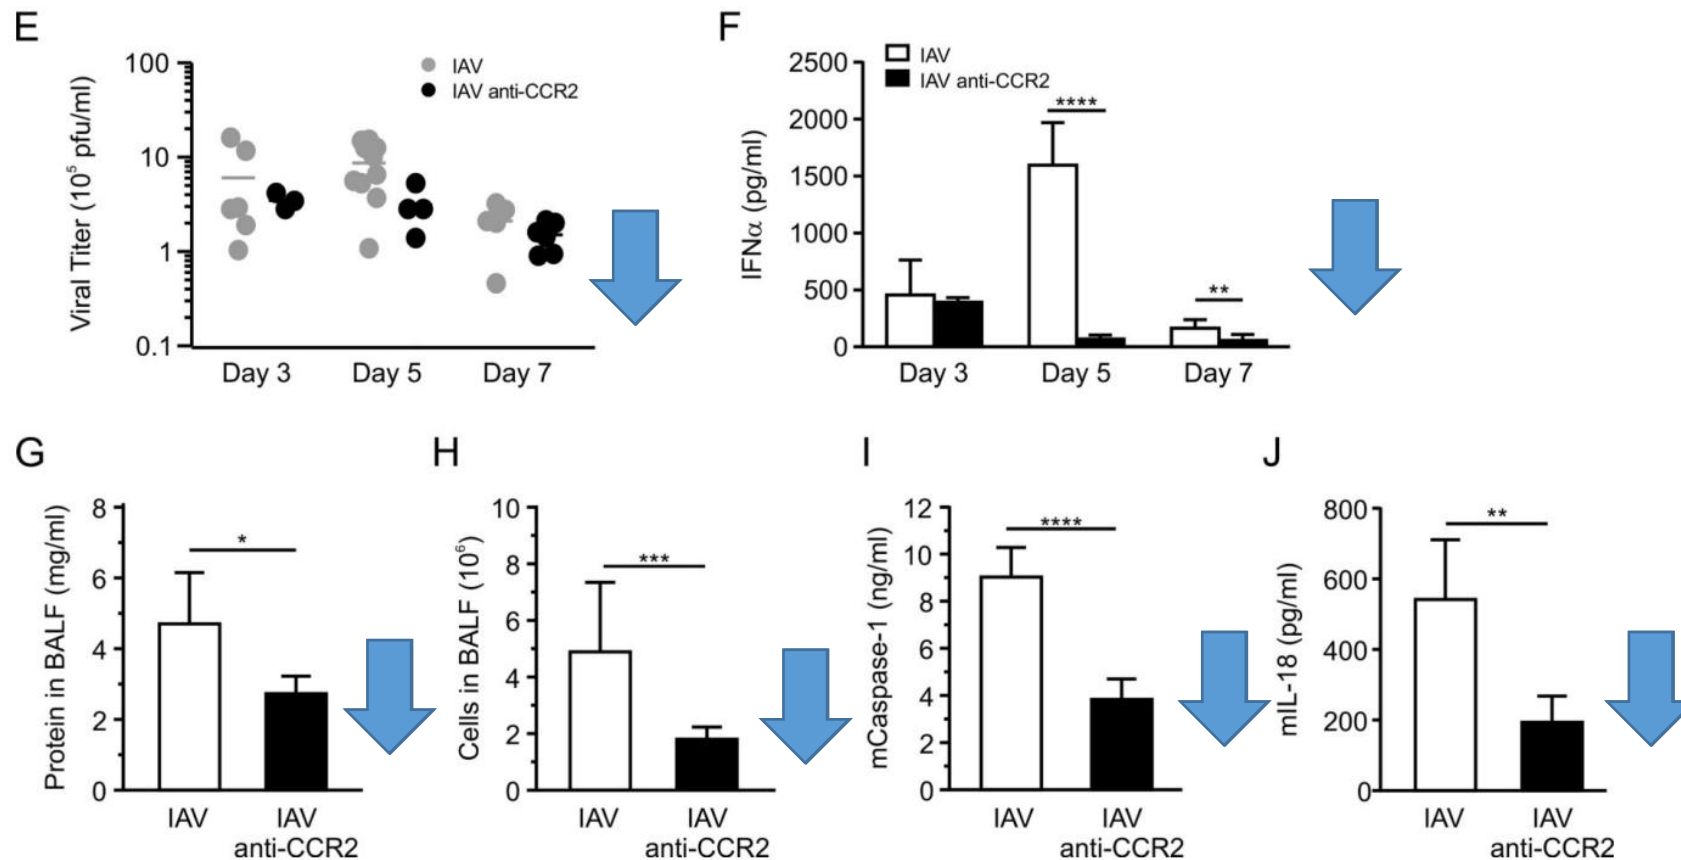 E
Viral Titer (10⁵ pfu/ml)
100
10
1
0.1
IAV
IAV anti-CCR2
Day 3 Day 5 Day 7
F
IFNα (pg/ml)
2500
2000
1500
1000
500
0
IAV
IAV anti-CCR2
****
**
Day 3 Day 5 Day 7
G
Protein in BALF (mg/ml)
8
6
4
2
0
*
IAV IAV
anti-CCR2
H
Cells in BALF (10⁶)
10
8
6
4
2
0
***
IAV IAV
anti-CCR2
I
mCaspase-1 (ng/ml)
12
10
8
6
4
2
0
****
IAV IAV
anti-CCR2
J
mIL-18 (pg/ml)
800
600
400
200
0
**
IAV IAV
anti-CCR2